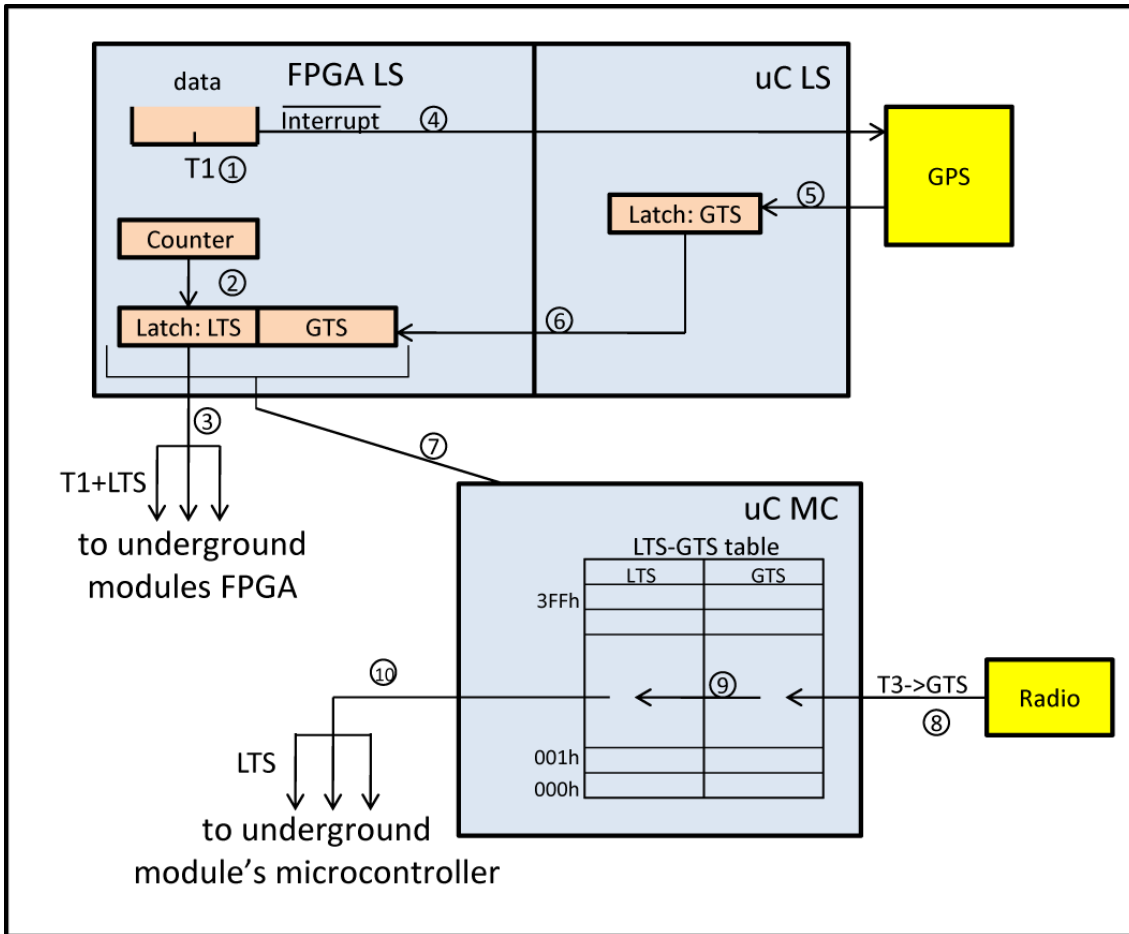 FPGA LS
uC LS
data
Interrupt
④
T1①
GPS
⑤
Latch: GTS
Counter
②
Latch: LTS
GTS
⑥
③
⑦
T1+LTS
to underground
modules FPGA
uC MC
LTS-GTS table
LTS
GTS
3FFh
⑩
⑨
T3->GTS
⑧
Radio
LTS
001h
000h
to underground
module’s microcontroller